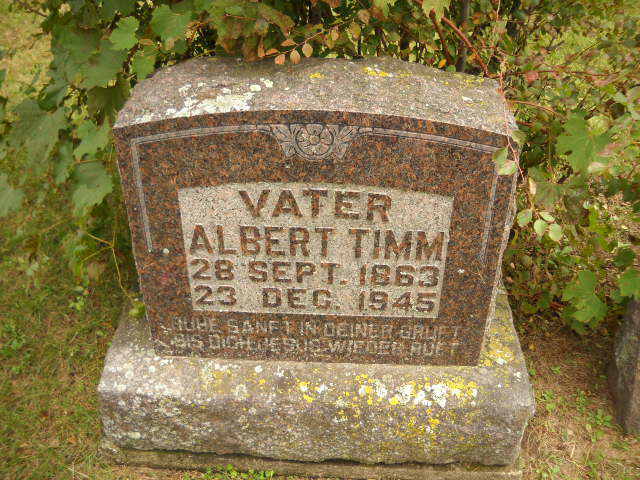 VATER
ALBERT TIMM
28 SEPT. 1863
23 DEC. 1945
RUHE SANFT IN DEINER GRUFT
BIS DICH JESUS WIEDER RUFT